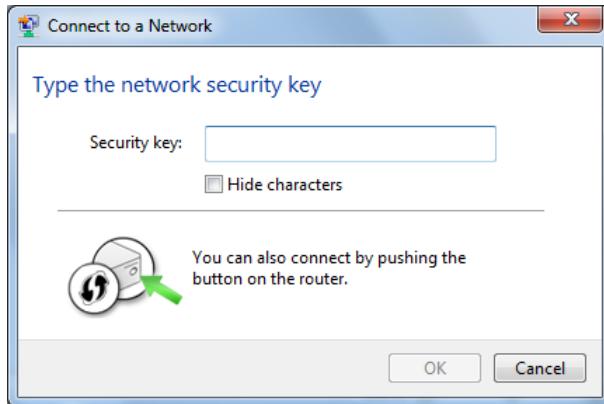 Connect to a Network
Type the network security key
Security key:
Hide characters
You can also connect by pushing the
button on the router.
OK
Cancel